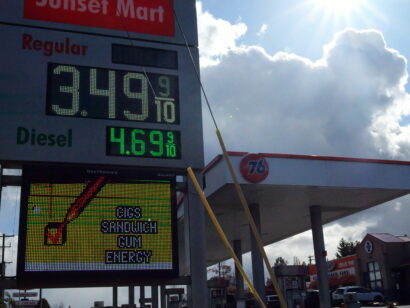 Sunset Mart
Regular
3.49 9/10
Diesel
4.69 9/10
CIGS
SANDWICH
GUM
ENERGY
76